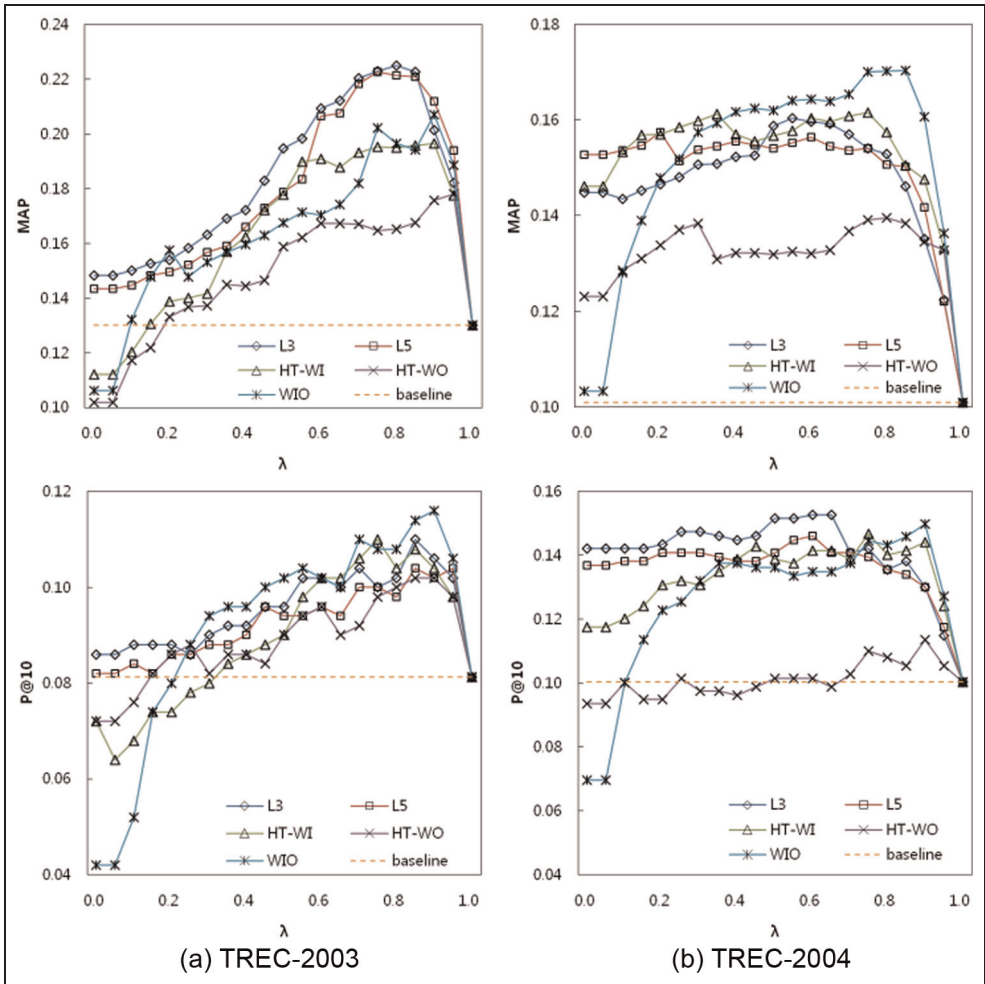 0.24
0.22
0.20
0.18
0.16
0.14
0.12
0.10
MAP
0.0 0.2 0.4 0.6 0.8 1.0
λ
L3 L5
HT-WI HT-WO
WIO baseline
0.18
0.16
0.14
0.12
0.10
MAP
0.0 0.2 0.4 0.6 0.8 1.0
λ
L3 L5
HT-WI HT-WO
WIO baseline
0.12
0.10
0.08
0.06
0.04
P@10
0.0 0.2 0.4 0.6 0.8 1.0
λ
L3 L5
HT-WI HT-WO
WIO baseline
(a) TREC-2003
0.16
0.14
0.12
0.10
0.08
0.06
0.04
P@10
0.0 0.2 0.4 0.6 0.8 1.0
λ
L3 L5
HT-WI HT-WO
WIO baseline
(b) TREC-2004